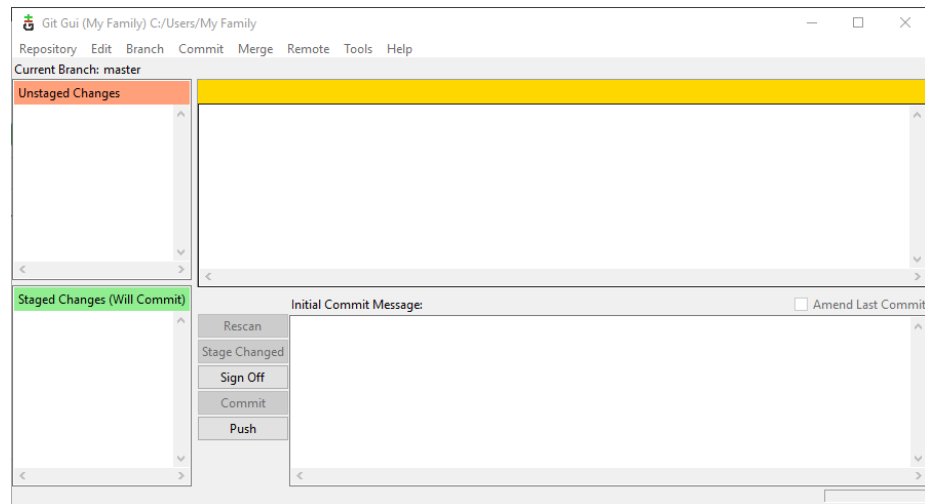 Git Gui (My Family) C:/Users/My Family
Repository Edit Branch Commit Merge Remote Tools Help
Current Branch: master
Unstaged Changes
Staged Changes (Will Commit)
Initial Commit Message:
Amend Last Commit
Rescan
Stage Changed
Sign Off
Commit
Push